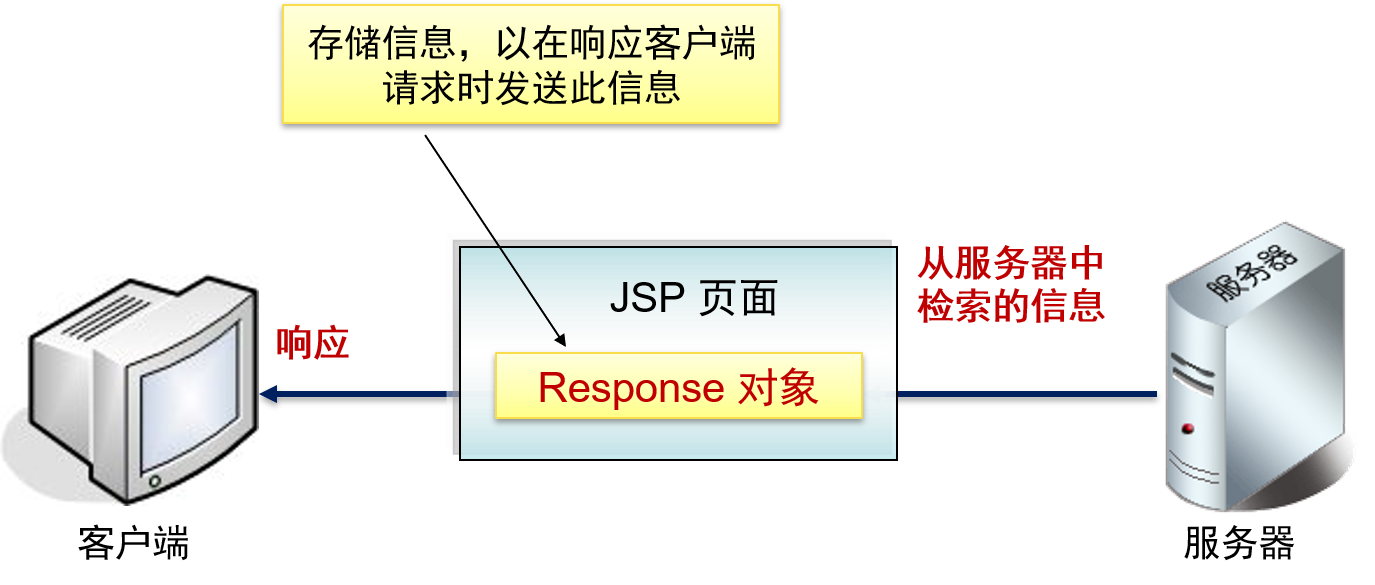 存储信息，以在响应客户端
请求时发送此信息
从服务器中
检索的信息
服务器
JSP 页面
响应
Response 对象
客户端
服务器